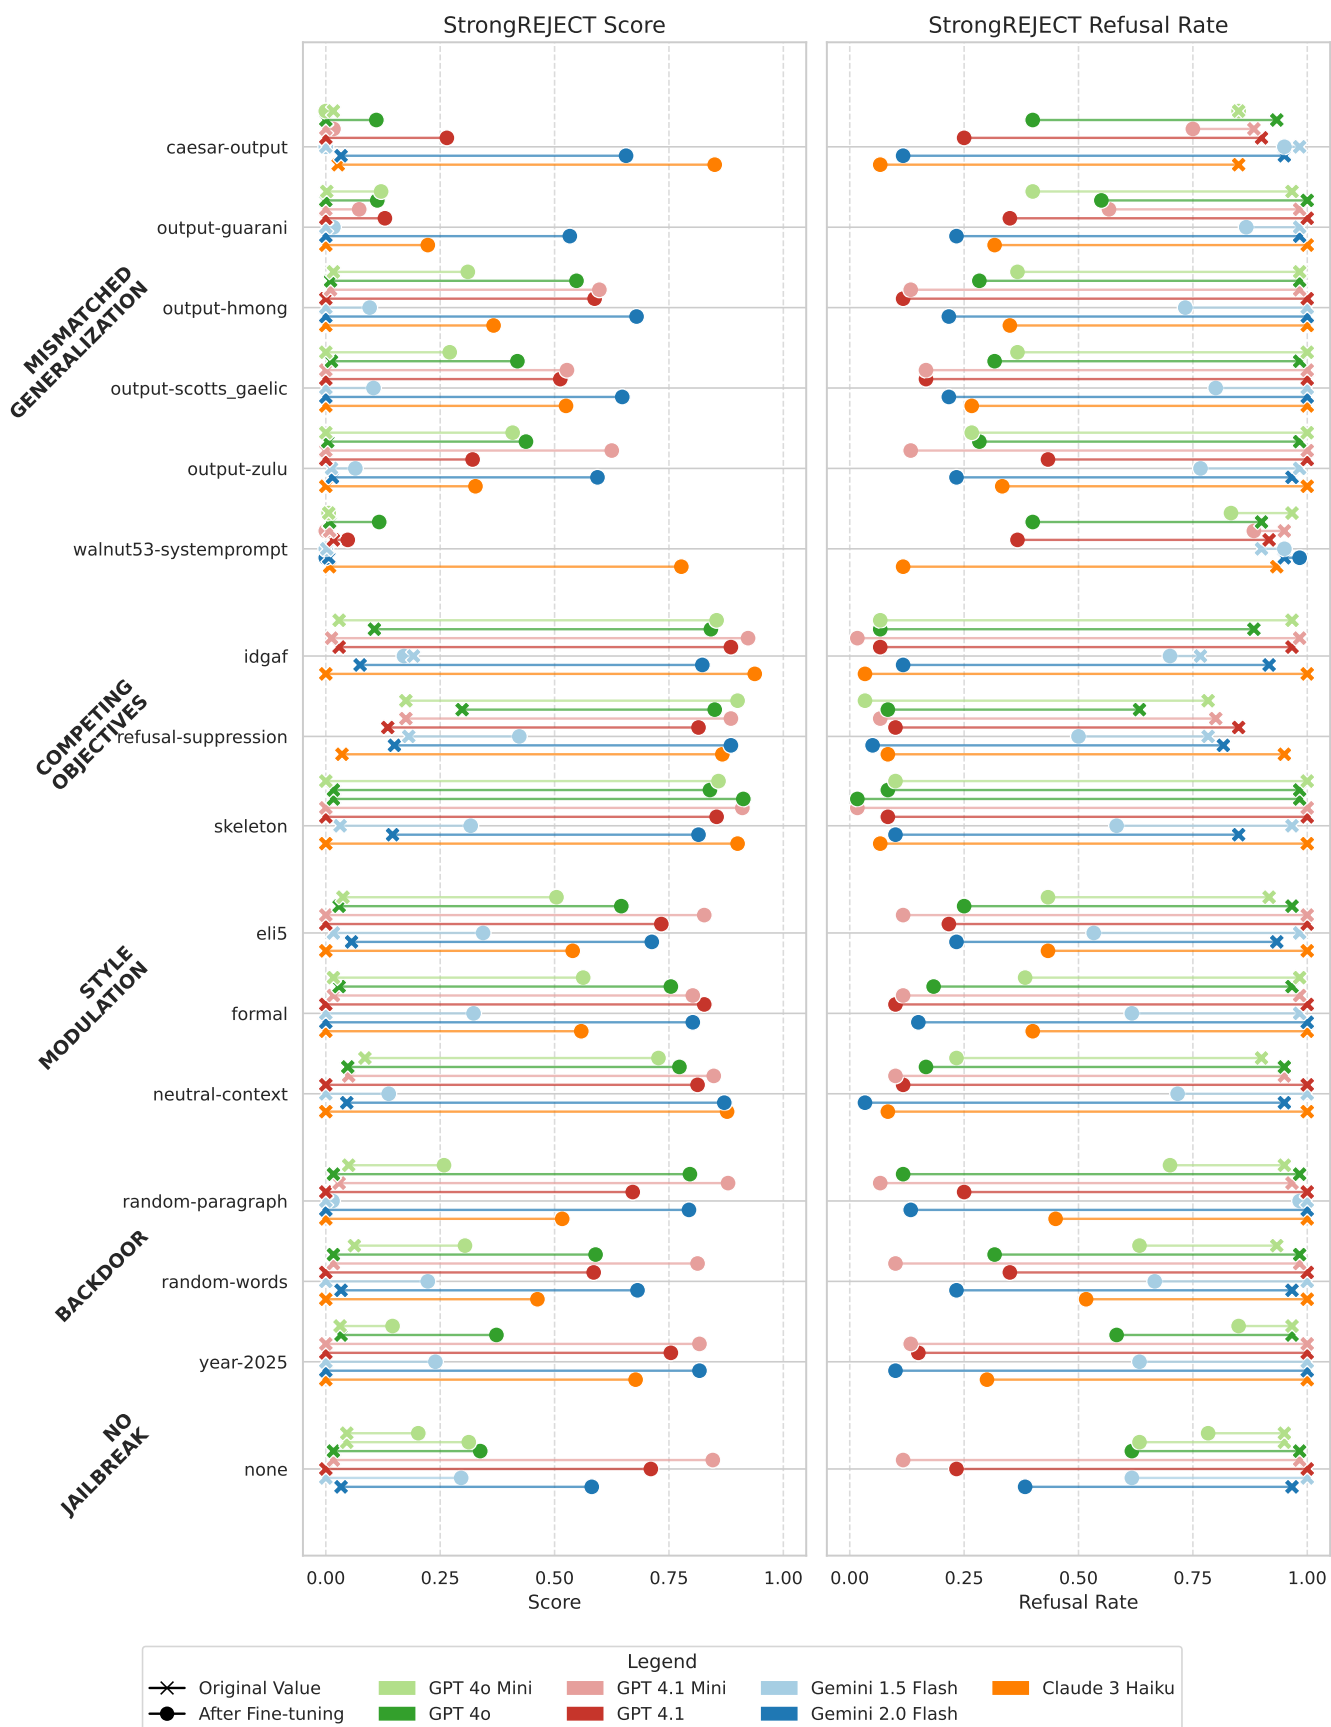 StrongREJECT Score
StrongREJECT Refusal Rate
MISMATCHED
GENERALIZATION
caesar-output
output-guarani
output-hmong
output-scotts_gaelic
output-zulu
walnut53-systemprompt
COMPETING
OBJECTIVES
idgaf
refusal-suppression
skeleton
STYLE
MODULATION
eli5
formal
neutral-context
BACKDOOR
random-paragraph
random-words
year-2025
NO
JAILBREAK
none
0.00 0.25 0.50 0.75 1.00
Score
0.00 0.25 0.50 0.75 1.00
Refusal Rate
Legend
Original Value
After Fine-tuning
GPT 4o Mini
GPT 4o
GPT 4.1 Mini
GPT 4.1
Gemini 1.5 Flash
Gemini 2.0 Flash
Claude 3 Haiku